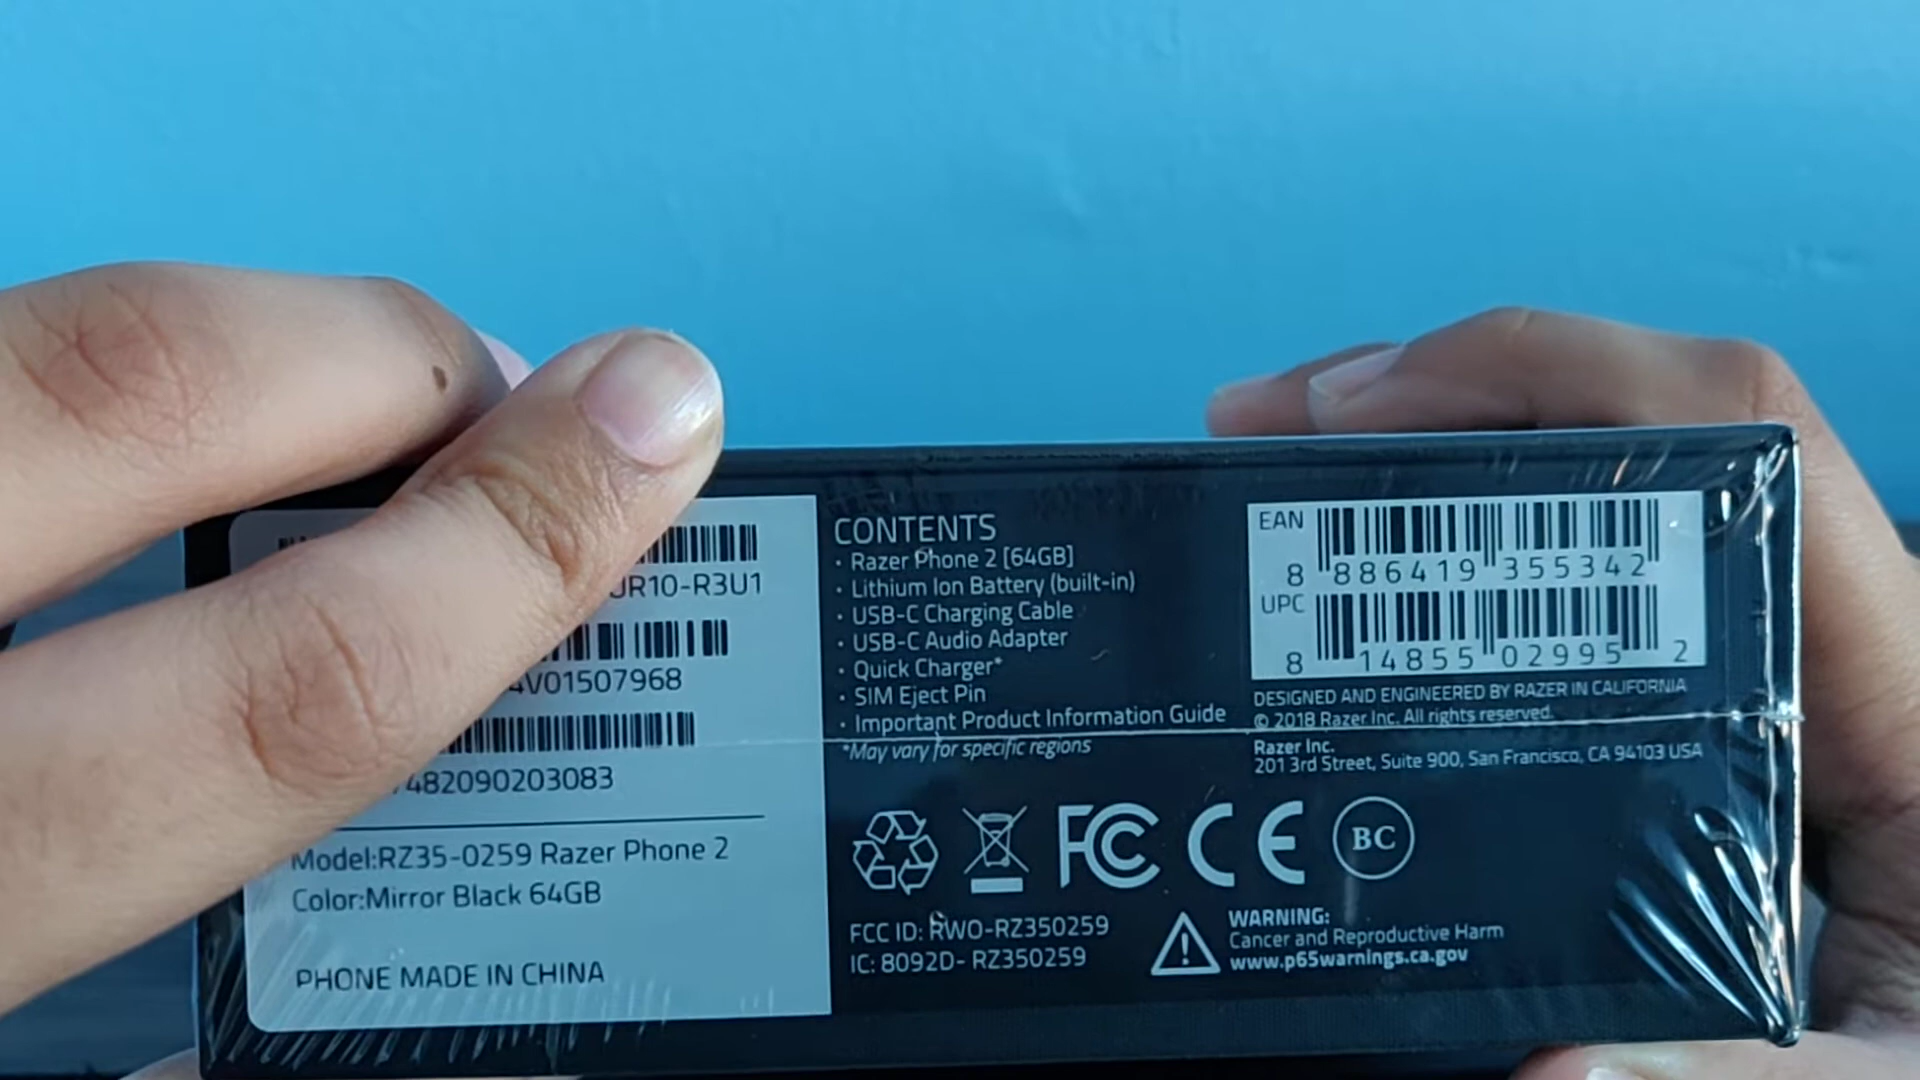 JR10-R3U1
4V01507968
7482090203083
Model:RZ35-0259 Razer Phone 2
Color:Mirror Black 64GB
PHONE MADE IN CHINA
CONTENTS
· Razer Phone 2 [64GB]
· Lithium Ion Battery (built-in)
· USB-C Charging Cable
· USB-C Audio Adapter
· Quick Charger*
· SIM Eject Pin
· Important Product Information Guide
*May vary for specific regions
FC CE BC
FCC ID: RWO-RZ350259
IC: 8092D- RZ350259
EAN
8 886419 355342
UPC
8 14855 02995 2
DESIGNED AND ENGINEERED BY RAZER IN CALIFORNIA
© 2018 Razer Inc. All rights reserved.
Razer Inc.
201 3rd Street, Suite 900, San Francisco, CA 94103 USA
WARNING:
Cancer and Reproductive Harm
www.p65warnings.ca.gov